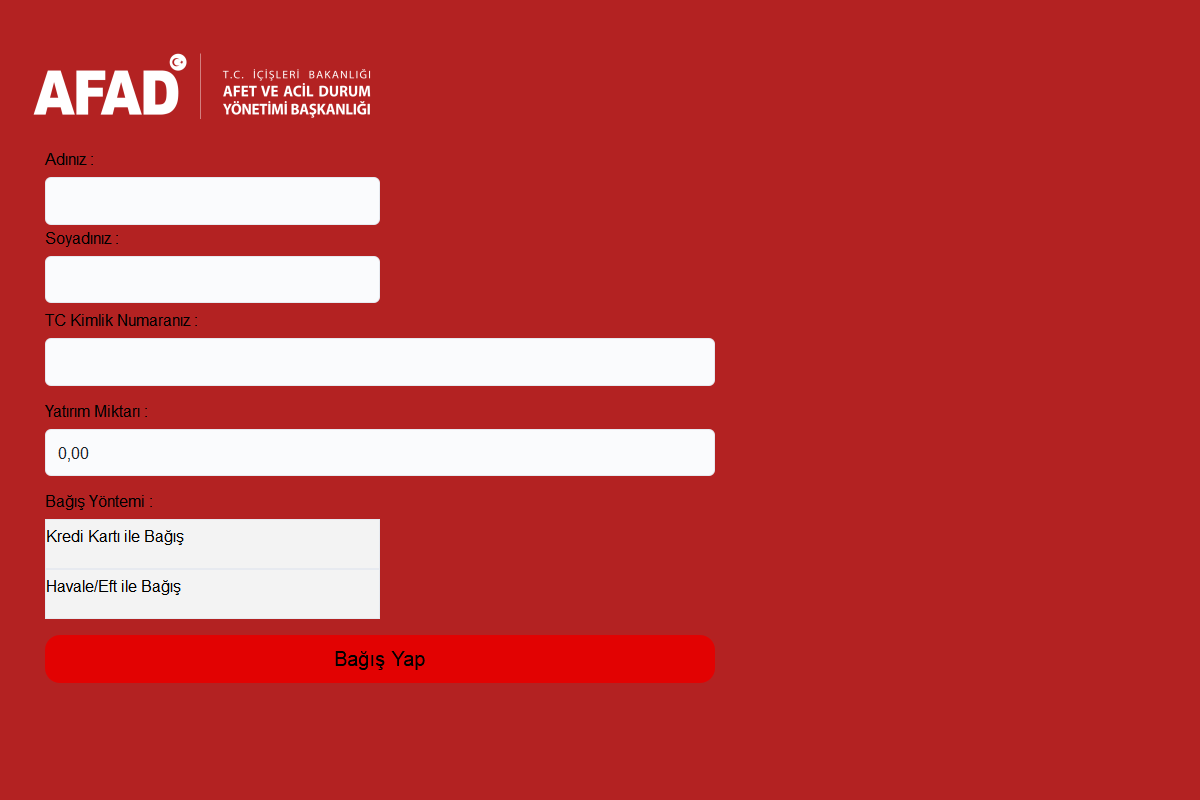 AFAD
T.C. İÇİŞLERİ BAKANLIĞI
AFET VE ACİL DURUM
YÖNETİMİ BAŞKANLIĞI
Adınız :
Soyadınız :
TC Kimlik Numaranız :
Yatırım Miktarı :
0,00
Bağış Yöntemi :
Kredi Kartı ile Bağış
Havale/Eft ile Bağış
Bağış Yap